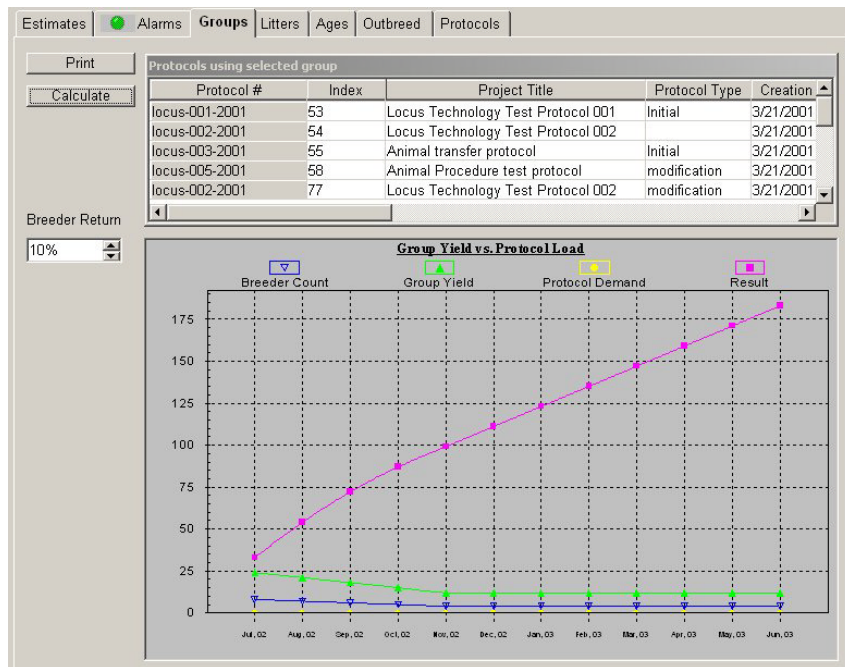 Estimates Alarms Groups Litters Ages Outbreed Protocols
Print
Calculate
Breeder Return
10%
Protocols using selected group
Protocol # Index Project Title Protocol Type Creation
locus-001-2001 53 Locus Technology Test Protocol 001 Initial 3/21/2001
locus-002-2001 54 Locus Technology Test Protocol 002 3/21/2001
locus-003-2001 55 Animal transfer protocol Initial 3/21/2001
locus-005-2001 58 Animal Procedure test protocol modification 3/21/2001
locus-002-2001 77 Locus Technology Test Protocol 002 modification 3/21/2001
Group Yield vs. Protocol Load
Breeder Count Group Yield Protocol Demand Result
175
150
125
100
75
50
25
0
Jul, 02 Aug, 02 Sep, 02 Oct, 02 Nov, 02 Dec, 02 Jan, 03 Feb, 03 Mar, 03 Apr, 03 May, 03 Jun, 03